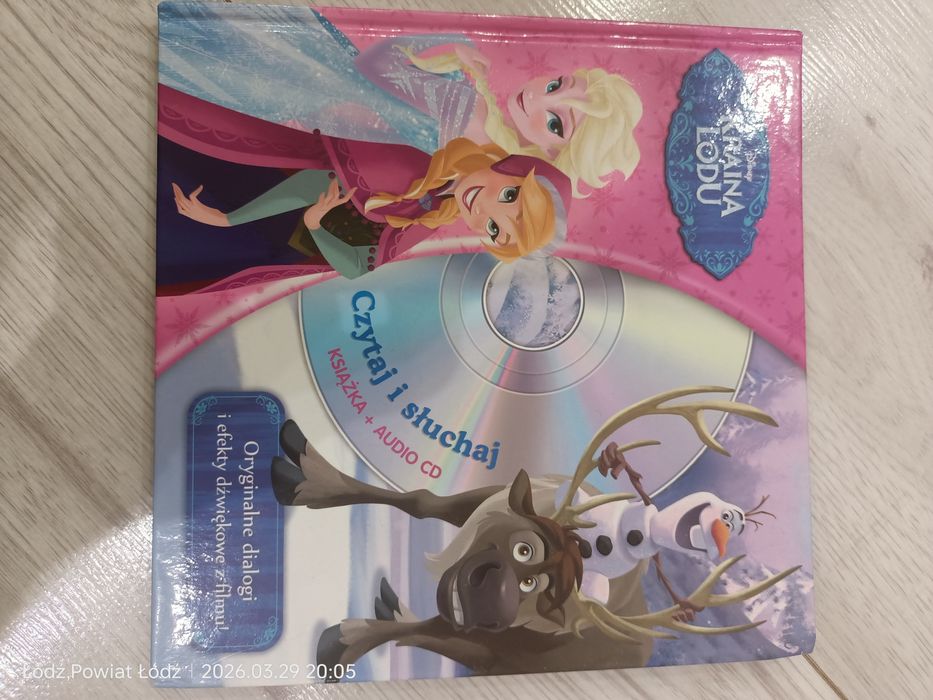 Disney
KRAINA
LODU
Czytaj i słuchaj
KSIĄŻKA + AUDIO CD
Oryginalne dialogi
i efekty dźwiękowe z filmu!
Łódź,Powiat Łódź | 2026.03.29 20:05